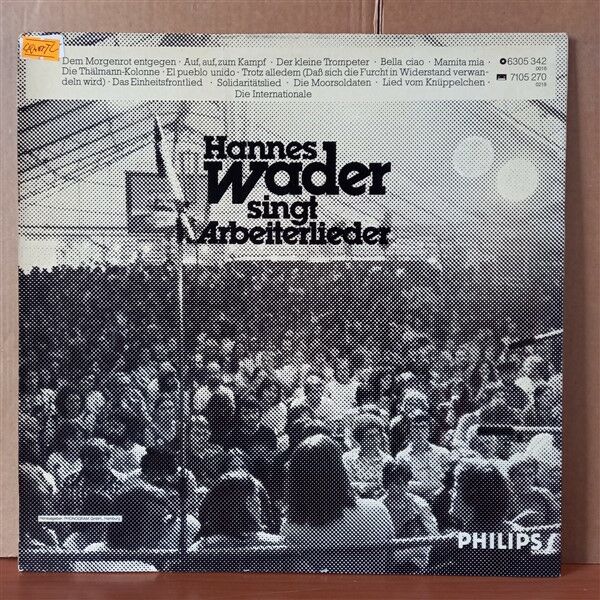 Dem Morgenrot entgegen · Auf, auf, zum Kampf · Der kleine Trompeter · Bella ciao · Mamita mia ·
Die Thälmann-Kolonne · El pueblo unido · Trotz alledem (Daß sich die Furcht in Widerstand verwan-
deln wird) · Das Einheitsfrontlied · Solidaritätslied · Die Moorsoldaten · Lied vom Knüppelchen ·
Die Internationale
6305 342
0016
7105 270
0218
Hannes
Wader
singt
Arbeiterlieder
PHILIPS